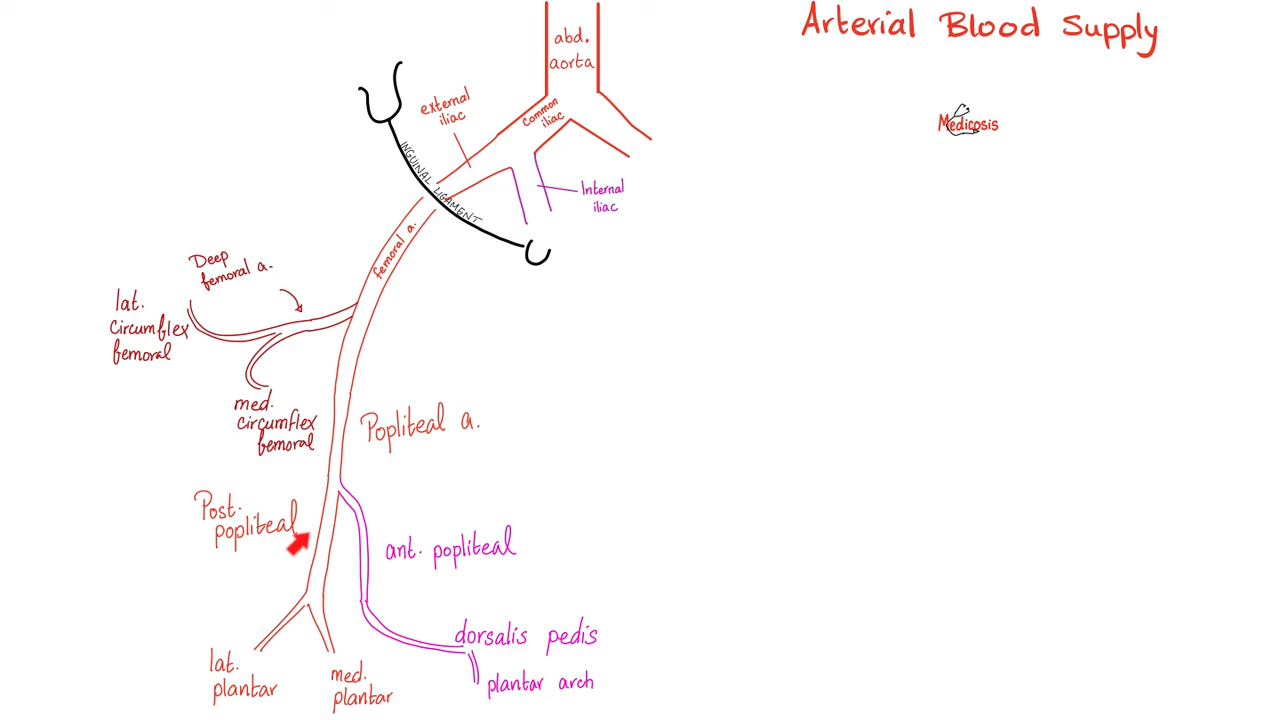 Arterial Blood Supply
Medicosis
abd.
aorta
Common
iliac
external
iliac
Internal
iliac
INGUINAL LIGAMENT
femoral a.
Deep
femoral a.
lat.
circumflex
femoral
med.
circumflex
femoral
Popliteal a.
Post.
popliteal
ant. popliteal
dorsalis pedis
plantar arch
lat.
plantar
med.
plantar